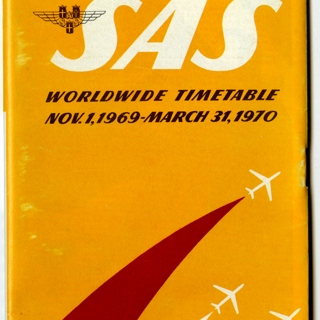 SAS
WORLDWIDE TIMETABLE
NOV. 1, 1969-MARCH 31, 1970